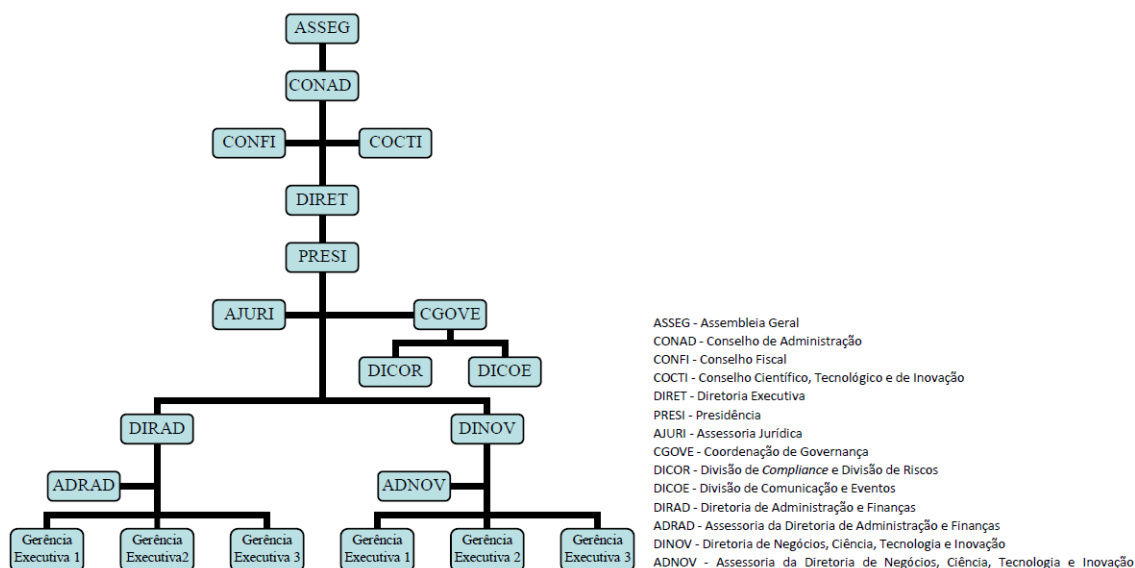 ASSEG
CONAD
CONFI
COCTI
DIRET
PRESI
AJURI
CGOVE
DICOR
DICOE
DIRAD
DINOV
ADRAD
ADNOV
Gerência
Executiva 1
Gerência
Executiva2
Gerência
Executiva 3
Gerência
Executiva 1
Gerência
Executiva 2
Gerência
Executiva 3
ASSEG - Assembleia Geral
CONAD - Conselho de Administração
CONFI - Conselho Fiscal
COCTI - Conselho Científico, Tecnológico e de Inovação
DIRET - Diretoria Executiva
PRESI - Presidência
AJURI - Assessoria Jurídica
CGOVE - Coordenação de Governança
DICOR - Divisão de Compliance e Divisão de Riscos
DICOE - Divisão de Comunicação e Eventos
DIRAD - Diretoria de Administração e Finanças
ADRAD - Assessoria da Diretoria de Administração e Finanças
DINOV - Diretoria de Negócios, Ciência, Tecnologia e Inovação
ADNOV - Assessoria da Diretoria de Negócios, Ciência, Tecnologia e Inovação